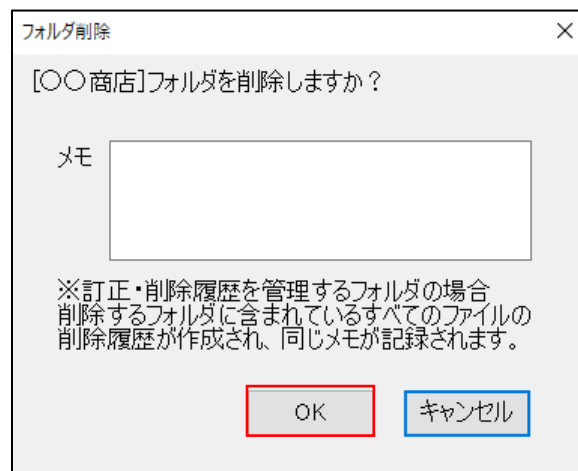 フォルダ削除
[〇〇商店]フォルダを削除しますか？
メモ
※訂正・削除履歴を管理するフォルダの場合
削除するフォルダに含まれているすべてのファイルの
削除履歴が作成され、同じメモが記録されます。
OK キャンセル